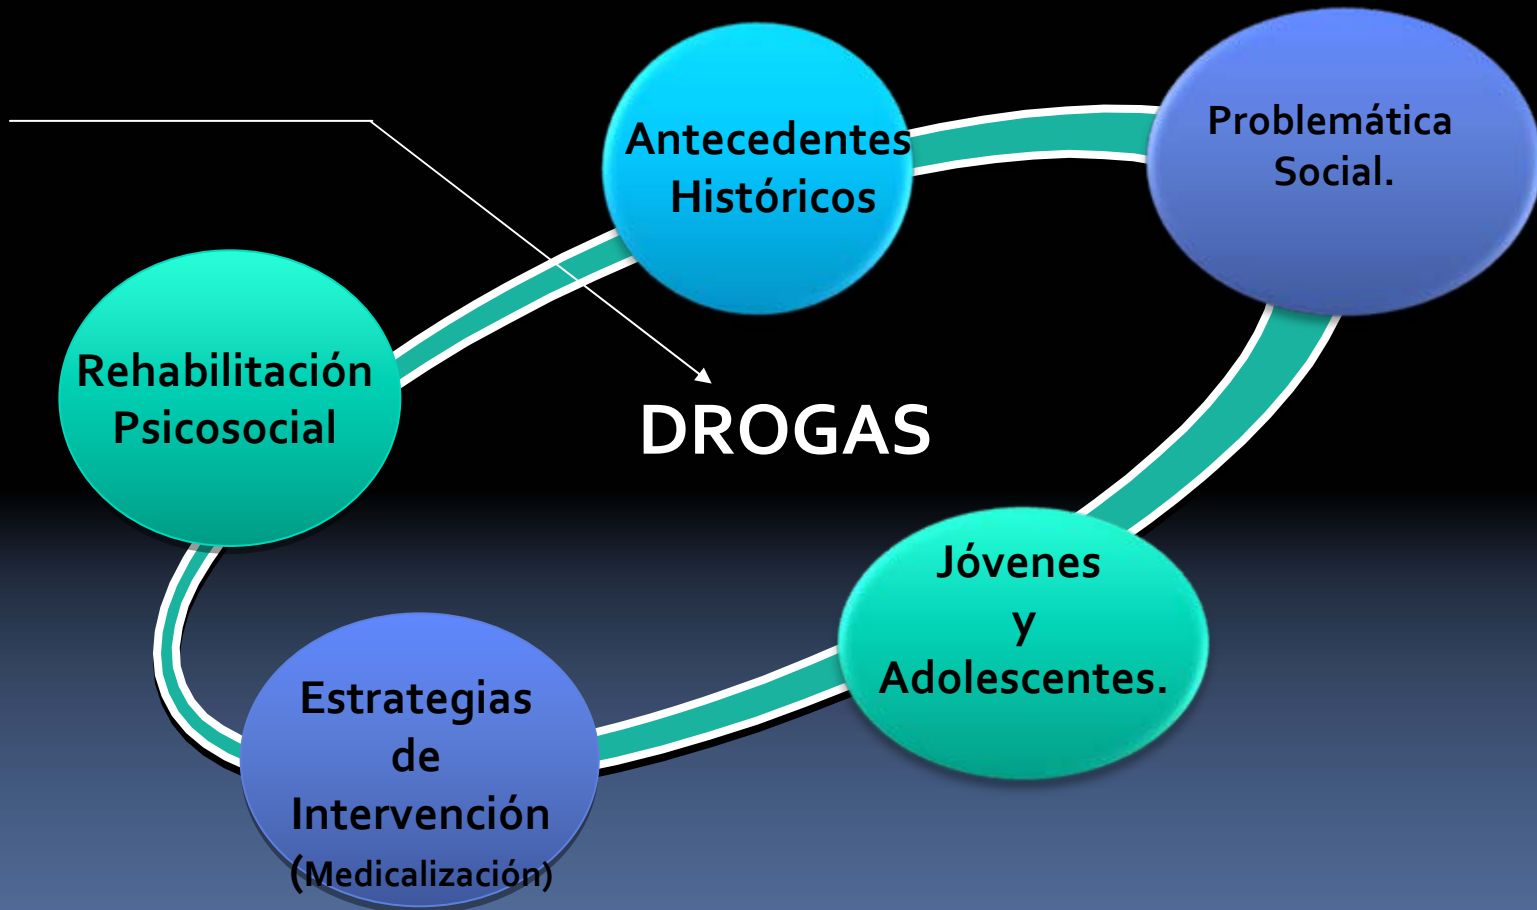 Antecedentes
Históricos
Problemática
Social.
Rehabilitación
Psicosocial
DROGAS
Jóvenes
y
Adolescentes.
Estrategias
de
Intervención
(Medicalización)